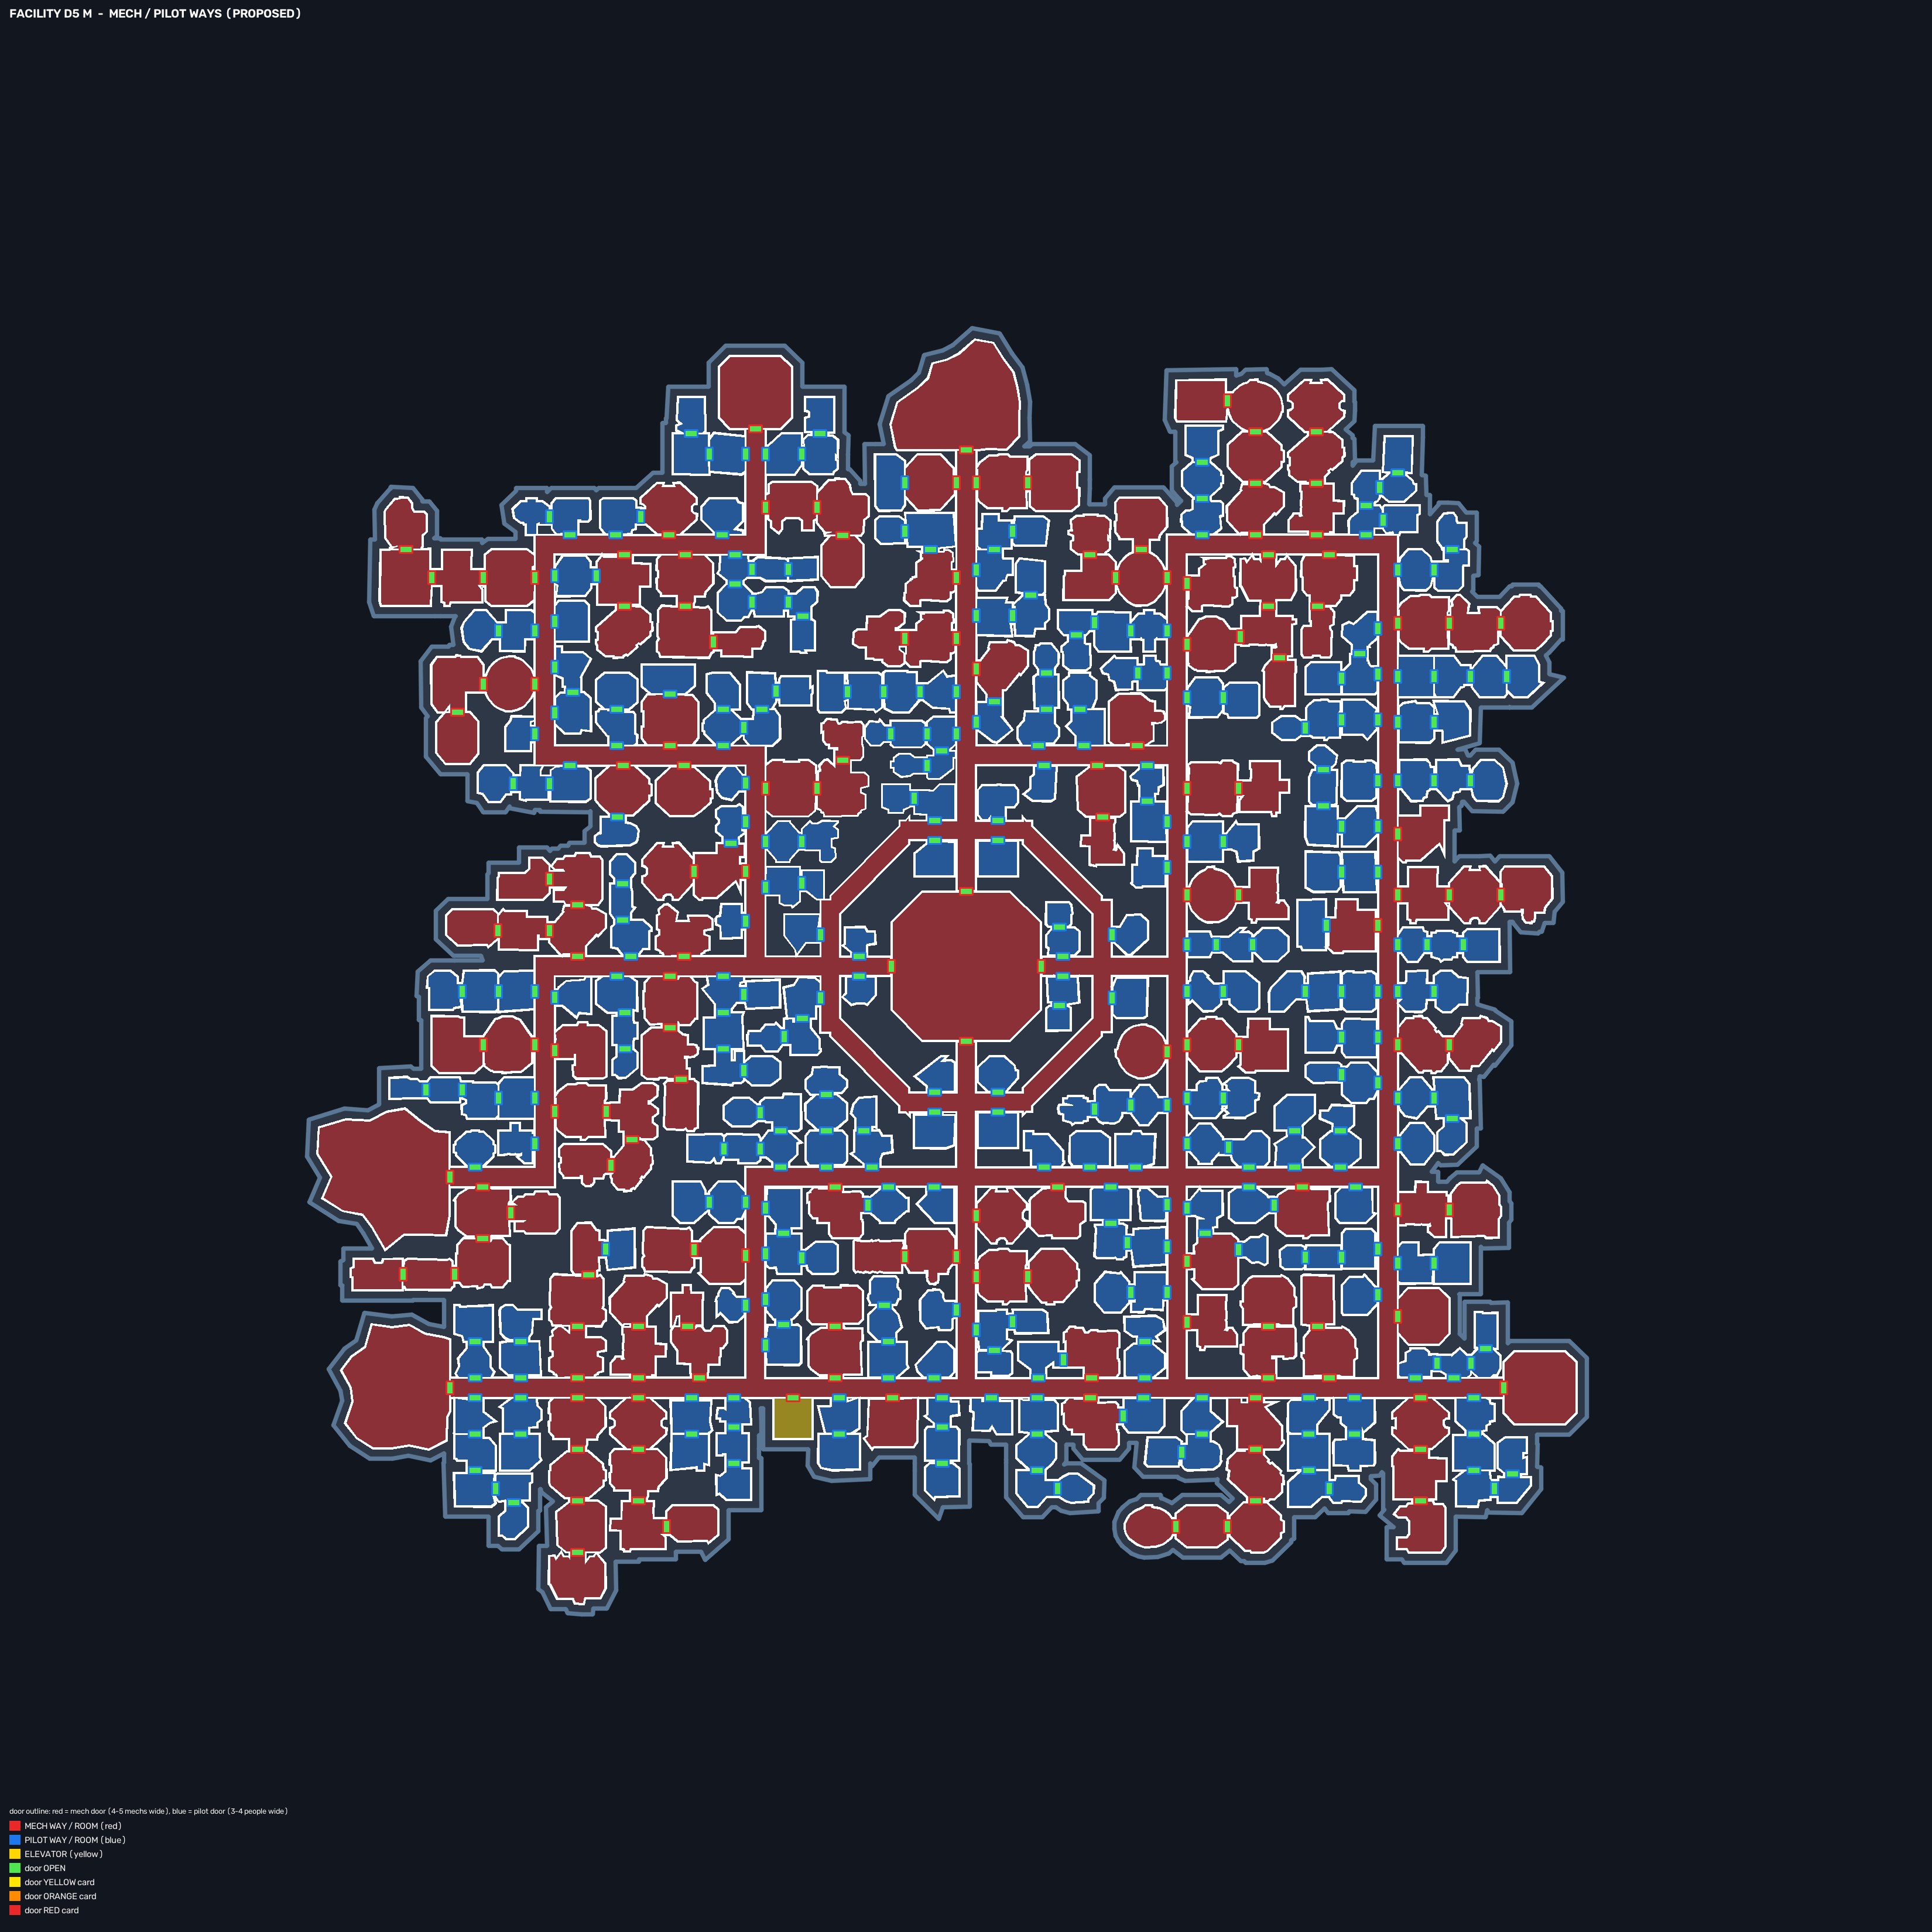 FACILITY D5 M - MECH / PILOT WAYS (PROPOSED)
door outline: red = mech door (4-5 mechs wide), blue = pilot door (3-4 people wide)
MECH WAY / ROOM (red)
PILOT WAY / ROOM (blue)
ELEVATOR (yellow)
door OPEN
door YELLOW card
door ORANGE card
door RED card